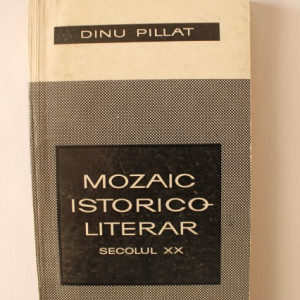 DINU PILLAT
MOZAIC
ISTORICO-
LITERAR
SECOLUL XX